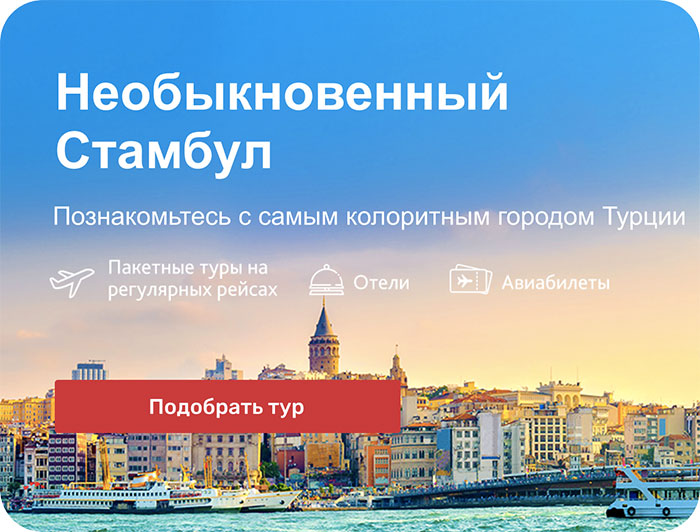 Необыкновенный
Стамбул
Познакомьтесь с самым колоритным городом Турции
Пакетные туры на
регулярных рейсах
Отели
Авиабилеты
Подобрать тур